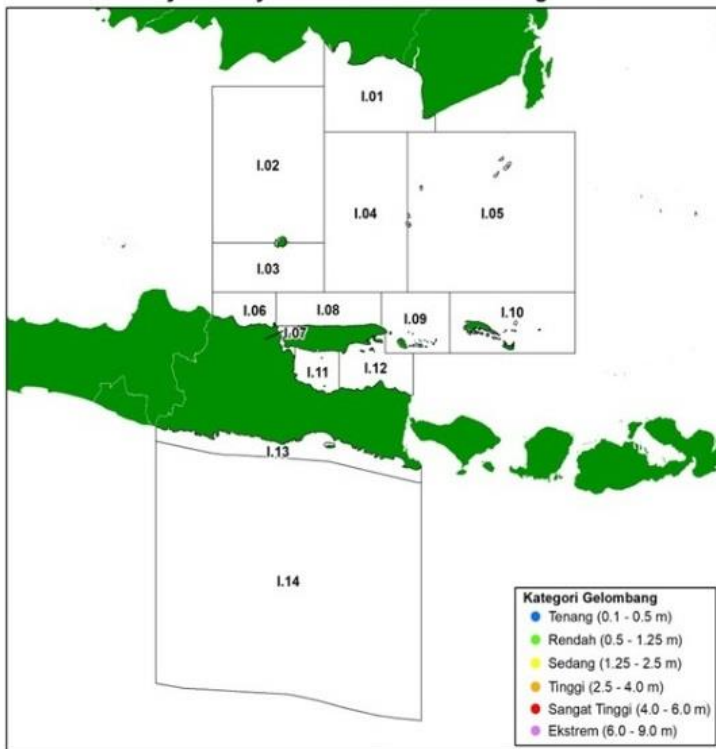 I.01
I.02
I.04
I.05
I.03
I.06
I.08
I.09
I.10
I.07
I.11
I.12
I.13
I.14
Kategori Gelombang
Tenang (0.1 - 0.5 m)
Rendah (0.5 - 1.25 m)
Sedang (1.25 - 2.5 m)
Tinggi (2.5 - 4.0 m)
Sangat Tinggi (4.0 - 6.0 m)
Ekstrem (6.0 - 9.0 m)